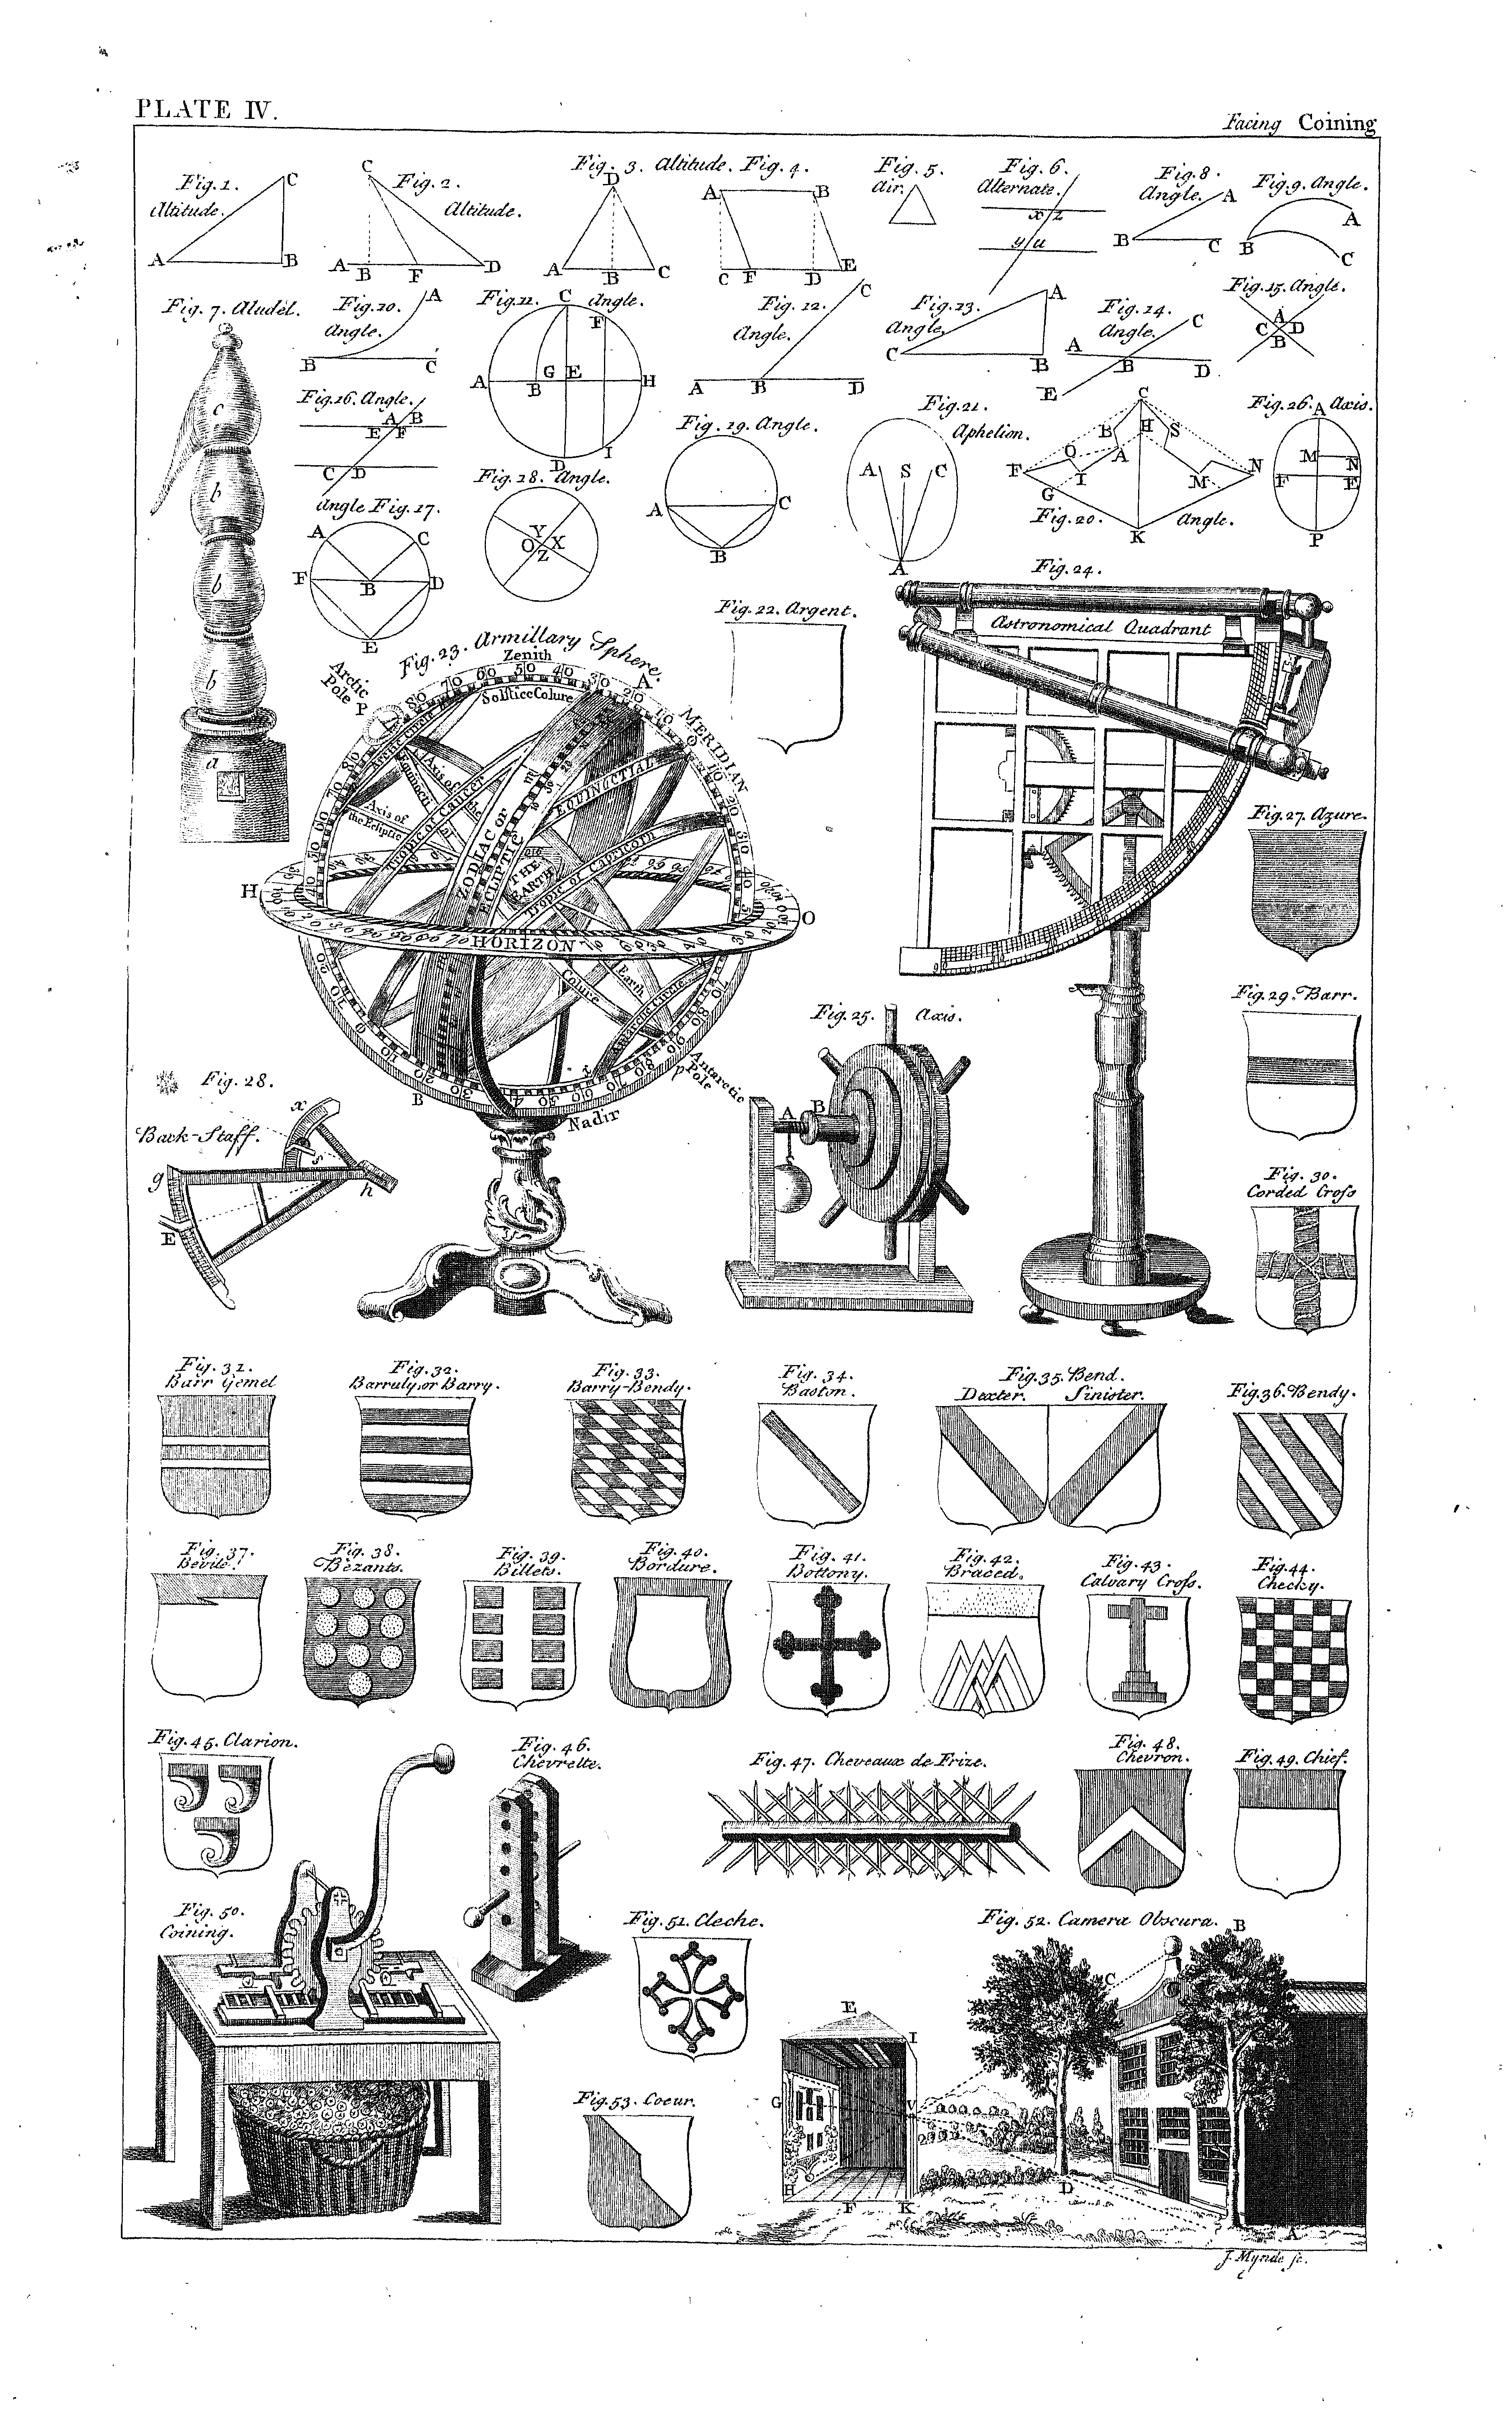 PLATE IV.
Facing Coining
Fig. 1.
Altitude.
A B C
Fig. 2.
Altitude.
C
A B F D
Fig. 3. Altitude. Fig. 4.
D
A B C
A B
C F D E
Fig. 5.
Air.
Fig. 6.
Alternate.
x z
y u
Fig. 8.
Angle.
A
B C
Fig. 9. Angle.
A
B
C
Fig. 7. Aludel.
c
b
b
b
a
Fig. 10.
Angle.
A
B C
Fig. 11. Angle.
C
F
A B G E H
D I
Fig. 12.
Angle.
C
A B D
Fig. 13.
Angle.
A
C B
Fig. 14.
Angle.
C
A
B D
E
Fig. 15. Angle.
A
C D
B
Fig. 16. Angle.
A B
E F
C D
Angle Fig. 17.
A C
F B D
E
Fig. 18. Angle.
Y
O X
Z
Fig. 19. Angle.
A C
B
Fig. 21.
Aphelion.
A S C
A
C
B H S
O A
F I M N
G
K
Fig. 20. Angle.
Fig. 26. Axis.
A
M N
F E
P
Fig. 22. Argent.
Fig. 23. Armillary Sphere.
Zenith
Solstice Colure
Arctic
Pole P
A
MERIDIAN
Arctic Circle
Axis of
the Ecliptic
Tropic of Cancer
ZODIAC or
ECLIPTIC
EQUINOCTIAL
THE
EARTH
Tropic of Capricorn
H O
HORIZON
Colure
Earth
Antarctic
Pole
p
B
Nadir
Fig. 24.
Astronomical Quadrant
Fig. 27. Azure.
Fig. 25. Axis.
A B
Fig. 29. Barr.
Fig. 28.
Back-Staff.
x
s
g h
E
Fig. 30.
Corded Cross
Fig. 31.
Barr Gemel
Fig. 32.
Barruly, or Barry.
Fig. 33.
Barry-Bendy.
Fig. 34.
Baston.
Fig. 35. Bend.
Dexter. Sinister.
Fig. 36. Bendy.
Fig. 37.
Bevile.
Fig. 38.
Bezants.
Fig. 39.
Billets.
Fig. 40.
Bordure.
Fig. 41.
Bottony.
Fig. 42.
Braced.
Fig. 43.
Calvary Cross.
Fig. 44.
Checky.
Fig. 45. Clarion.
Fig. 46.
Chevrette.
Fig. 47. Cheveaux de Frize.
Fig. 48.
Chevron.
Fig. 49. Chief.
Fig. 50.
Coining.
Fig. 51. Cleche.
Fig. 52. Camera Obscura.
B
C
E
I
G V
H D
F K
A
Fig. 53. Coeur.
J. Mynde sc.